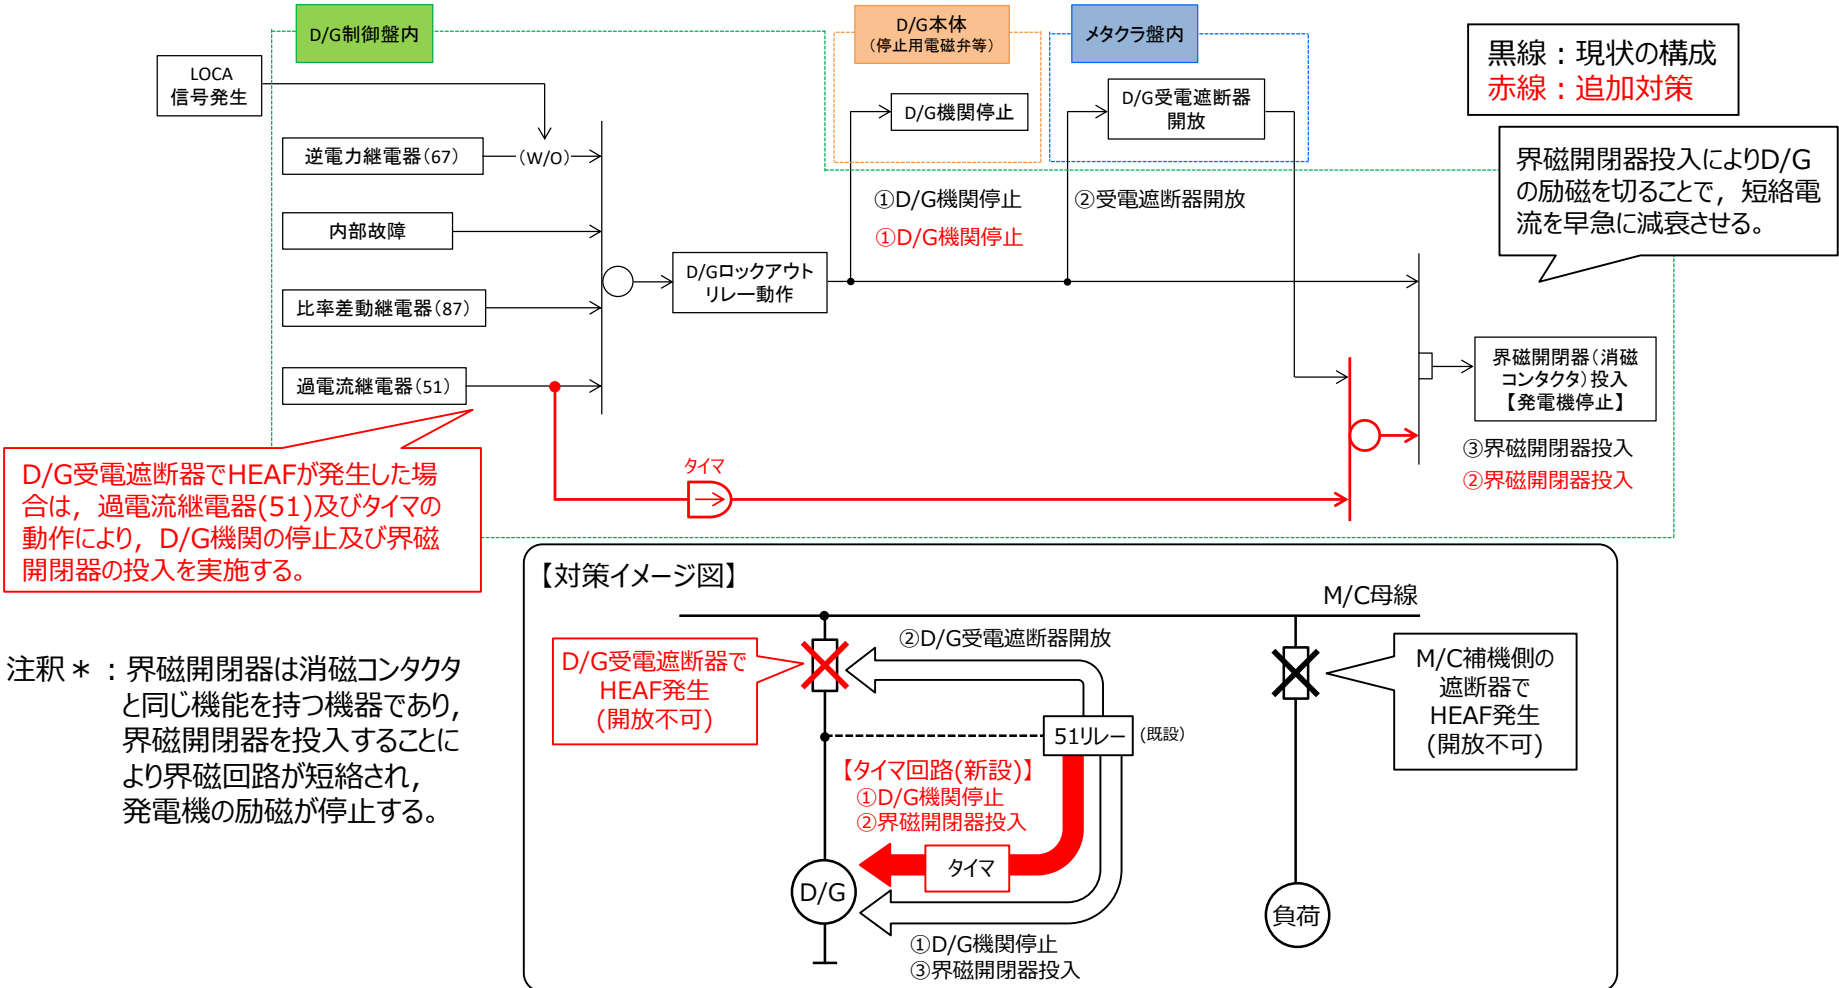 D/G制御盤内
D/G本体
（停止用電磁弁等）
メタクラ盤内
黒線：現状の構成
赤線：追加対策
LOCA
信号発生
D/G機関停止
D/G受電遮断器
開放
逆電力継電器（67）
（W/O）
界磁開閉器投入によりD/G
の励磁を切ることで，短絡電
流を早急に減衰させる。
①D/G機関停止
②受電遮断器開放
①D/G機関停止
内部故障
D/Gロックアウト
リレー動作
比率差動継電器（87）
過電流継電器（51）
界磁開閉器（消磁
コンタクタ）投入
【発電機停止】
③界磁開閉器投入
②界磁開閉器投入
タイマ
D/G受電遮断器でHEAFが発生した場
合は，過電流継電器(51)及びタイマの
動作により，D/G機関の停止及び界磁
開閉器の投入を実施する。
【対策イメージ図】
M/C母線
②D/G受電遮断器開放
D/G受電遮断器で
HEAF発生
(開放不可)
M/C補機側の
遮断器で
HEAF発生
(開放不可)
51リレー
(既設)
【タイマ回路(新設)】
①D/G機関停止
②界磁開閉器投入
タイマ
D/G
負荷
①D/G機関停止
③界磁開閉器投入
注釈＊：界磁開閉器は消磁コンタクタ
と同じ機能を持つ機器であり，
界磁開閉器を投入することに
より界磁回路が短絡され，
発電機の励磁が停止する。